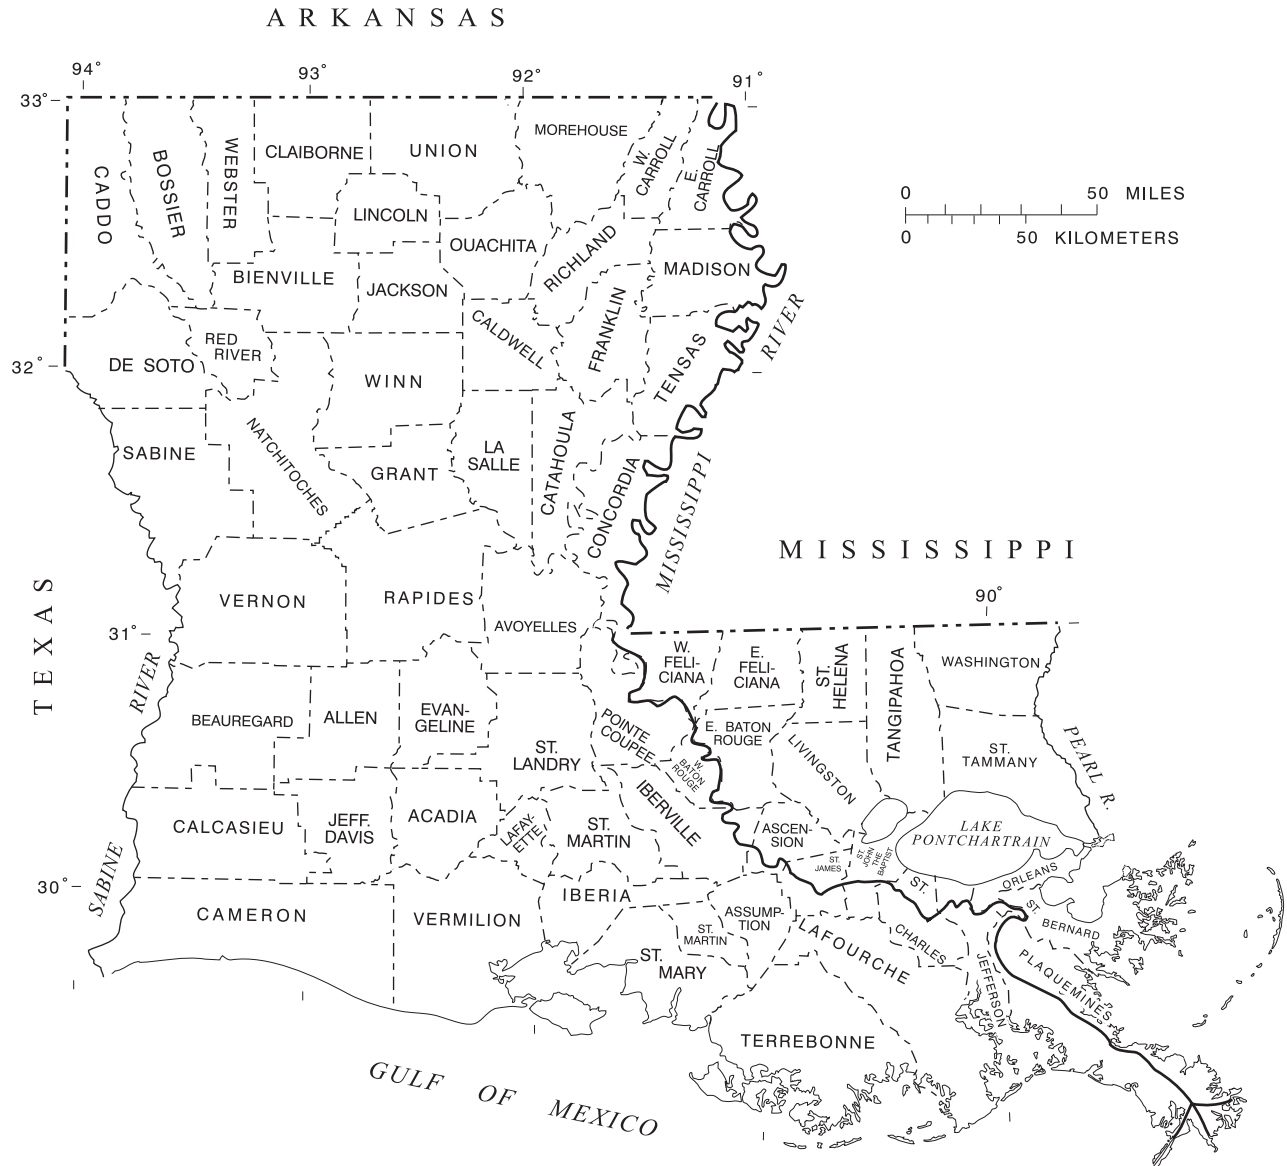 ARKANSAS
94°
93°
92°
91°
33°
MOREHOUSE
W.
CARROLL
E.
CARROLL
CADDO
BOSSIER
WEBSTER
CLAIBORNE
UNION
LINCOLN
OUACHITA
RICHLAND
MADISON
BIENVILLE
JACKSON
0 50 MILES
0 50 KILOMETERS
CALDWELL
FRANKLIN
TENSAS
RIVER
RED
RIVER
32°
DE SOTO
WINN
SABINE
NATCHITOCHES
GRANT
LA
SALLE
CATAHOULA
CONCORDIA
MISSISSIPPI
MISSISSIPPI
90°
TEXAS
VERNON
RAPIDES
AVOYELLES
31°
W.
FELI-
CIANA
E.
FELI-
CIANA
ST.
HELENA
TANGIPAHOA
WASHINGTON
RIVER
BEAUREGARD
ALLEN
EVAN-
GELINE
ST.
LANDRY
POINTE
COUPEE
W.
BATON
ROUGE
E. BATON
ROUGE
LIVINGSTON
ST.
TAMMANY
PEARL R.
CALCASIEU
JEFF.
DAVIS
ACADIA
LAFAY-
ETTE
ST.
MARTIN
IBERVILLE
ASCEN-
SION
ST.
JAMES
ST.
JOHN
THE
BAPTIST
LAKE
PONTCHARTRAIN
30°
SABINE
CAMERON
VERMILION
IBERIA
ASSUMP-
TION
ST.
MARTIN
ST.
MARY
LAFOURCHE
ST.
CHARLES
ORLEANS
ST.
BERNARD
JEFFERSON
PLAQUEMINES
TERREBONNE
GULF OF MEXICO